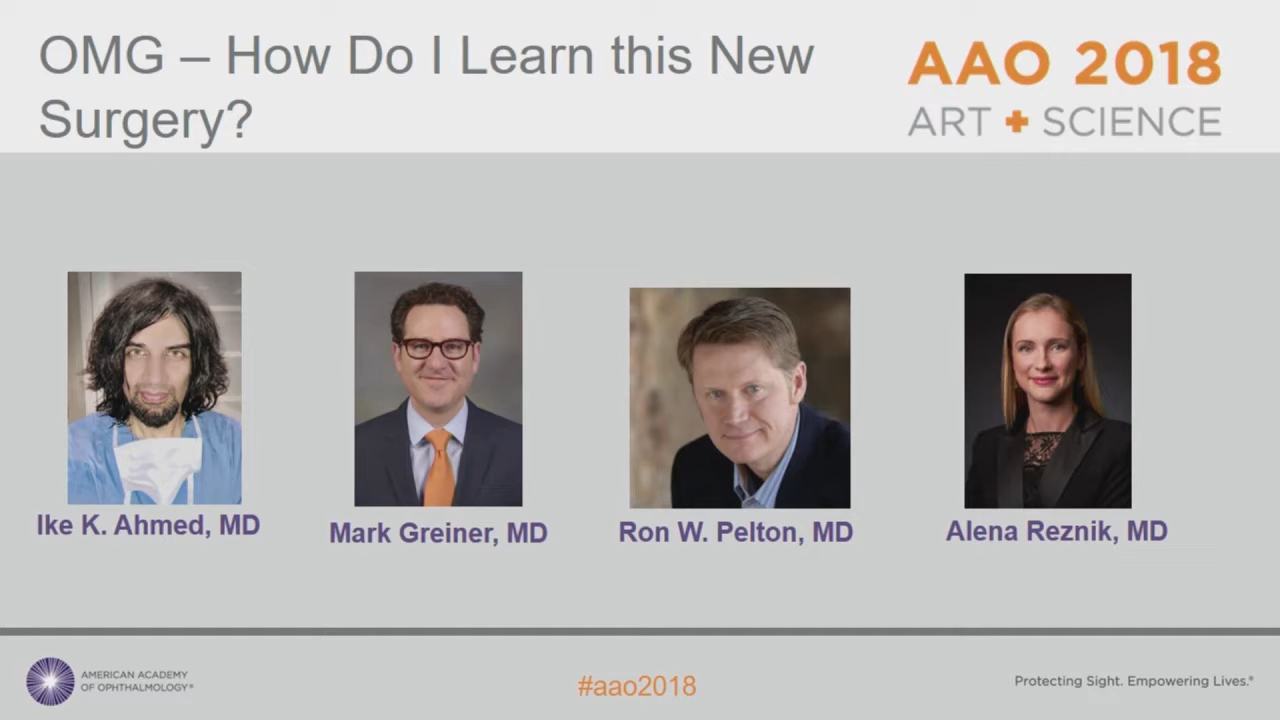 OMG – How Do I Learn this New
Surgery?
AAO 2018
ART + SCIENCE
Ike K. Ahmed, MD
Mark Greiner, MD
Ron W. Pelton, MD
Alena Reznik, MD
AMERICAN ACADEMY
OF OPHTHALMOLOGY®
#aao2018
Protecting Sight. Empowering Lives.®